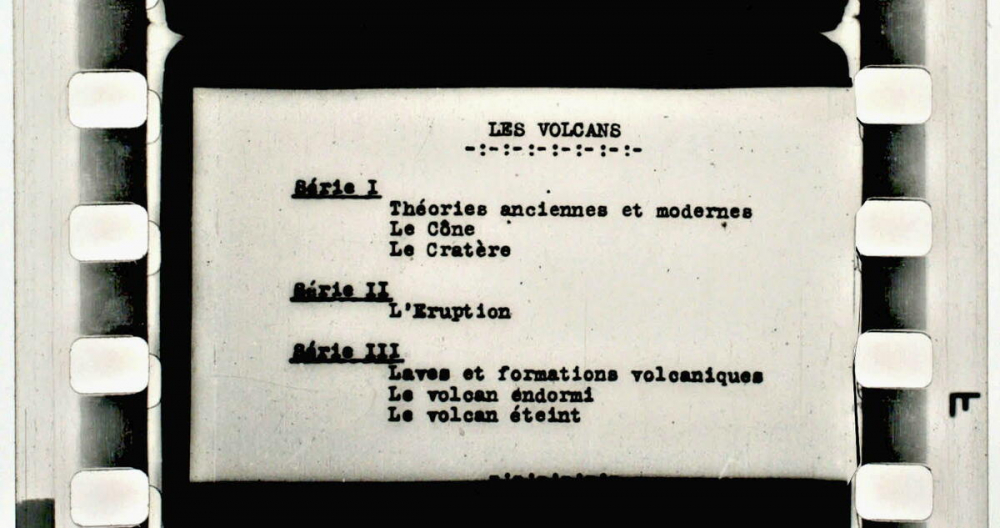 LES VOLCANS
-:-:-:-:-:-:-:-:-
Série I
Théories anciennes et modernes
Le Cône
Le Cratère
Série II
L'Eruption
Série III
Laves et formations volcaniques
Le volcan endormi
Le volcan éteint
E